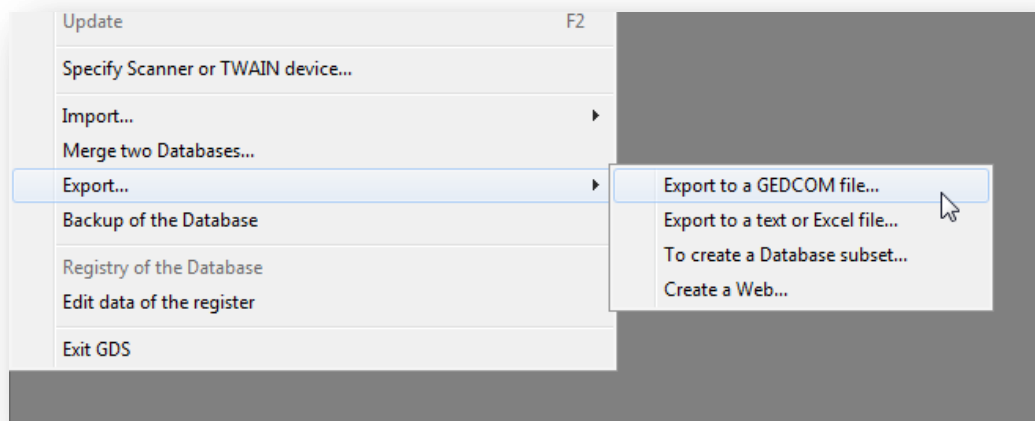 Update F2
Specify Scanner or TWAIN device...
Import...
Merge two Databases...
Export...
Backup of the Database
Registry of the Database
Edit data of the register
Exit GDS
Export to a GEDCOM file...
Export to a text or Excel file...
To create a Database subset...
Create a Web...